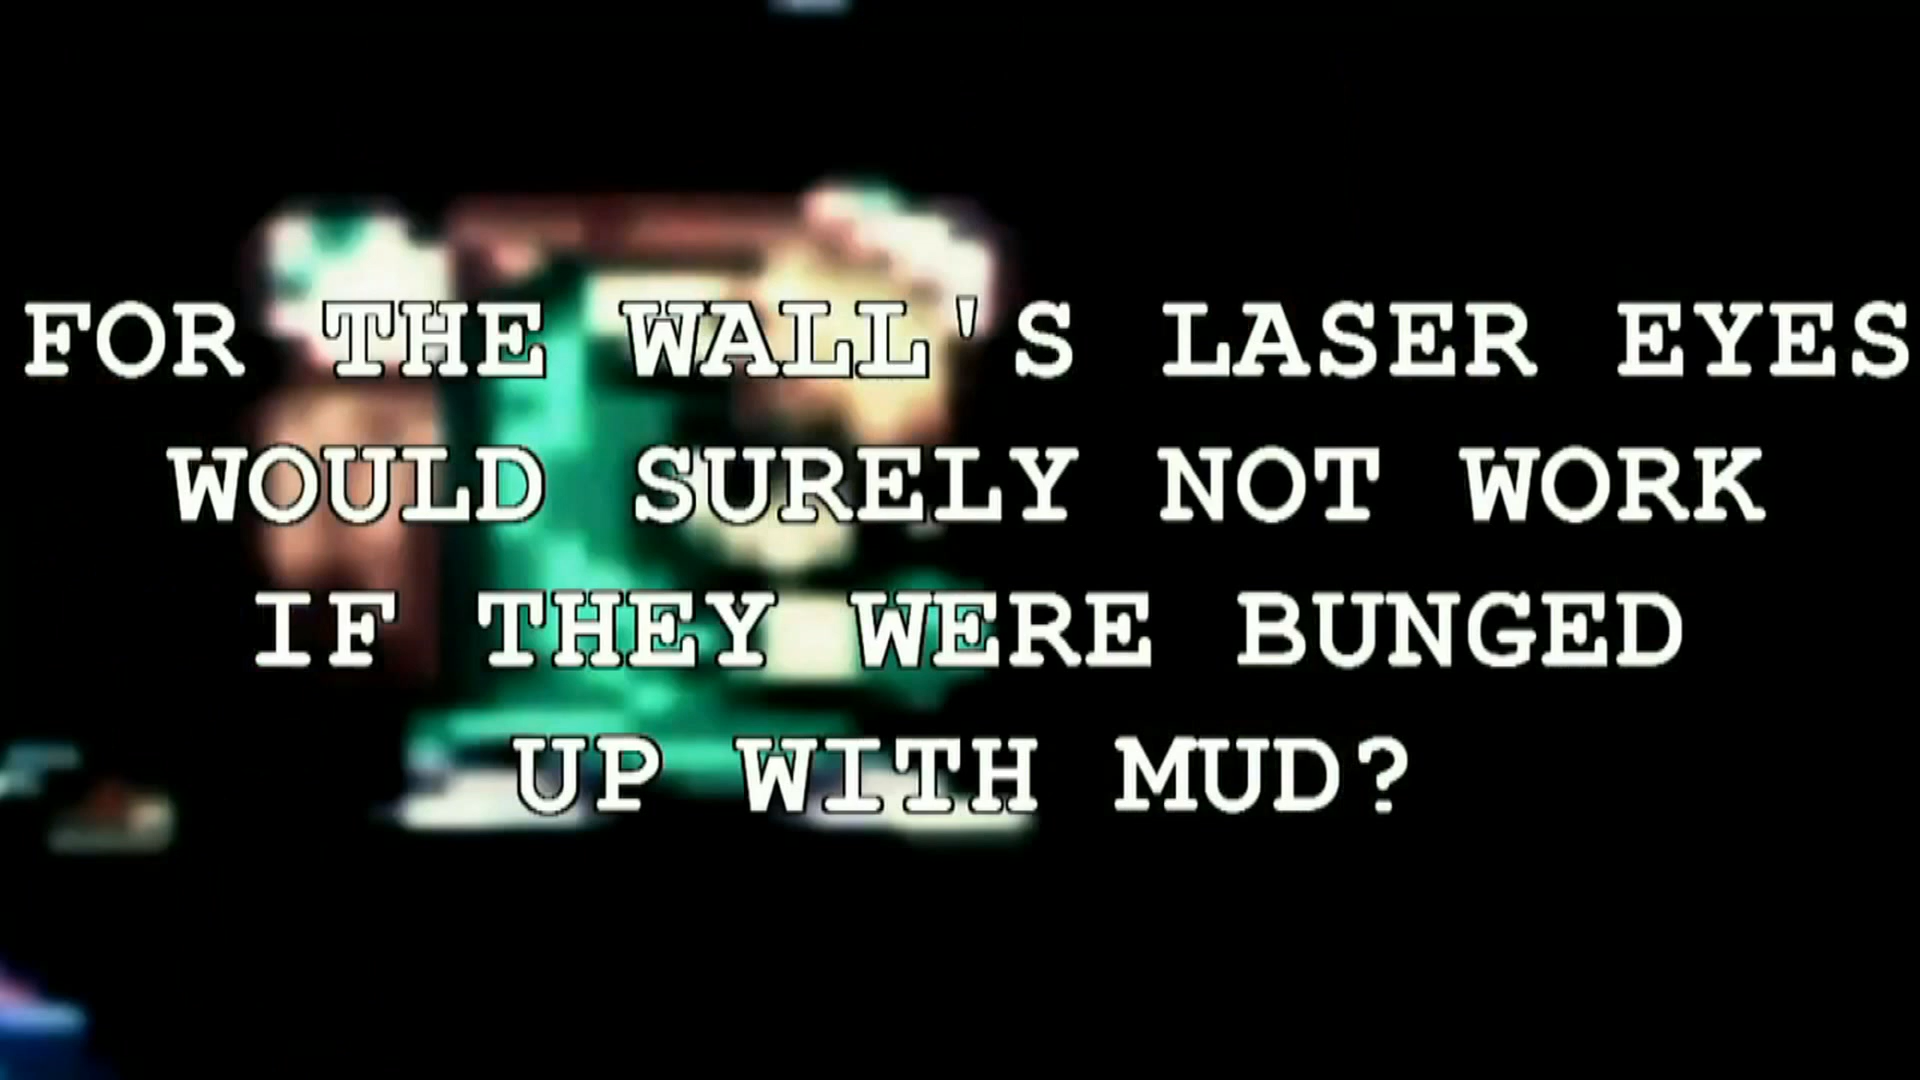 FOR THE WALL'S LASER EYES
WOULD SURELY NOT WORK
IF THEY WERE BUNGED
UP WITH MUD?